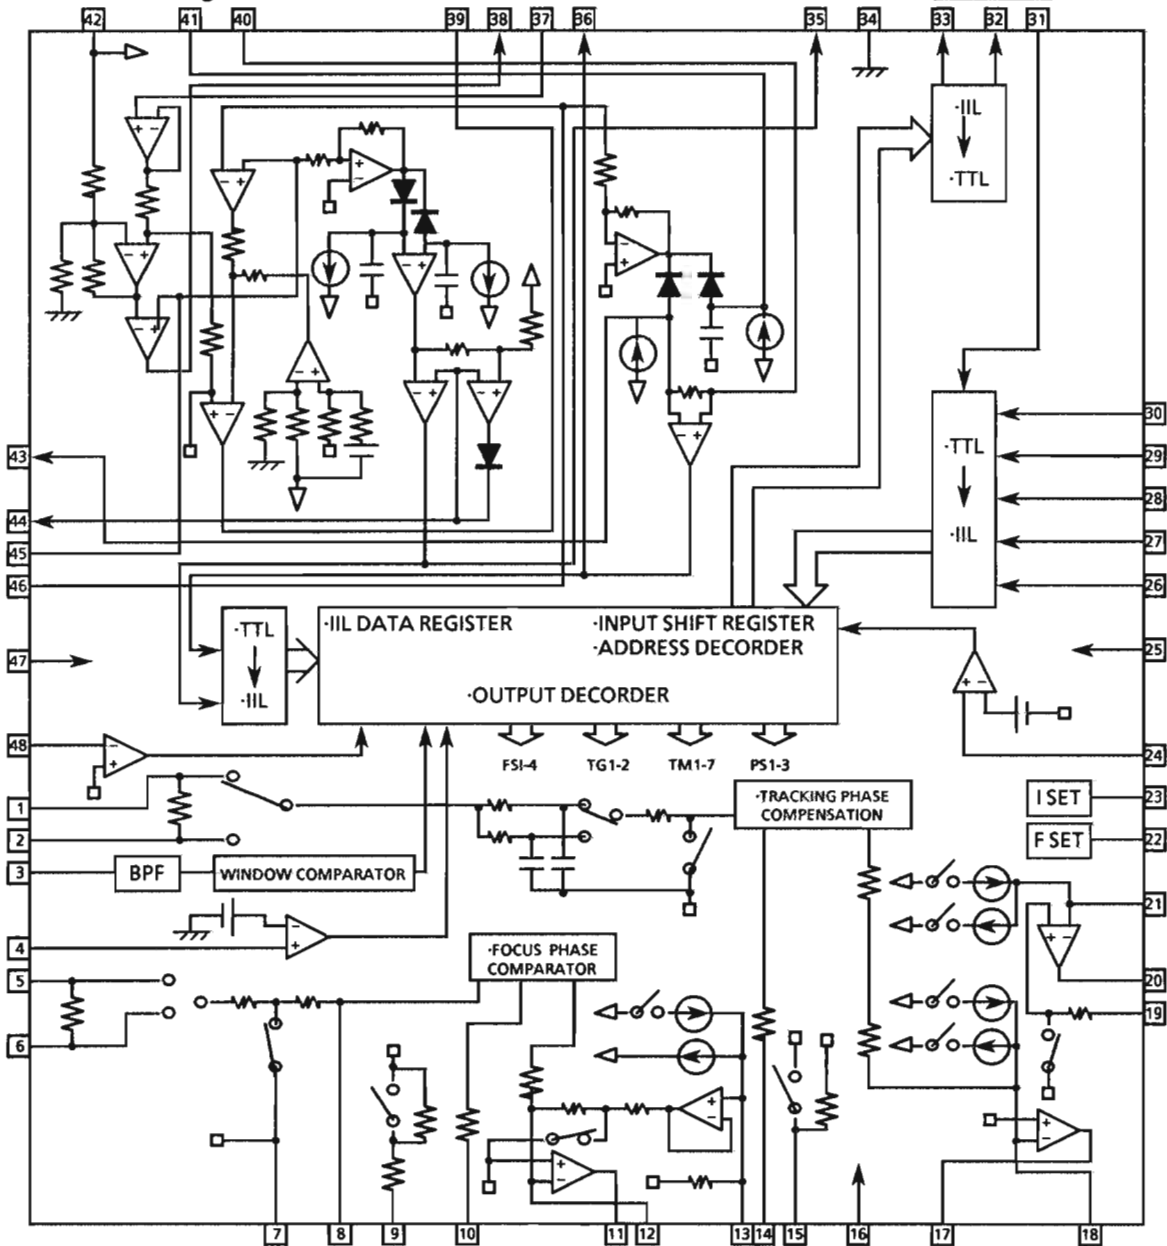 42 41 40 39 38 37 36 35 34 33 32 31
·IIL
·TTL
·TTL
·IIL
43
44
45
46
47
48
1
2
3
4
5
6
30
29
28
27
26
25
24
23
22
21
20
19
·TTL
·IIL
·IIL DATA REGISTER
·INPUT SHIFT REGISTER
·ADDRESS DECORDER
·OUTPUT DECORDER
FSI-4 TG1-2 TM1-7 PS1-3
·TRACKING PHASE
COMPENSATION
I SET
F SET
BPF
WINDOW COMPARATOR
·FOCUS PHASE
COMPARATOR
7 8 9 10 11 12 13 14 15 16 17 18